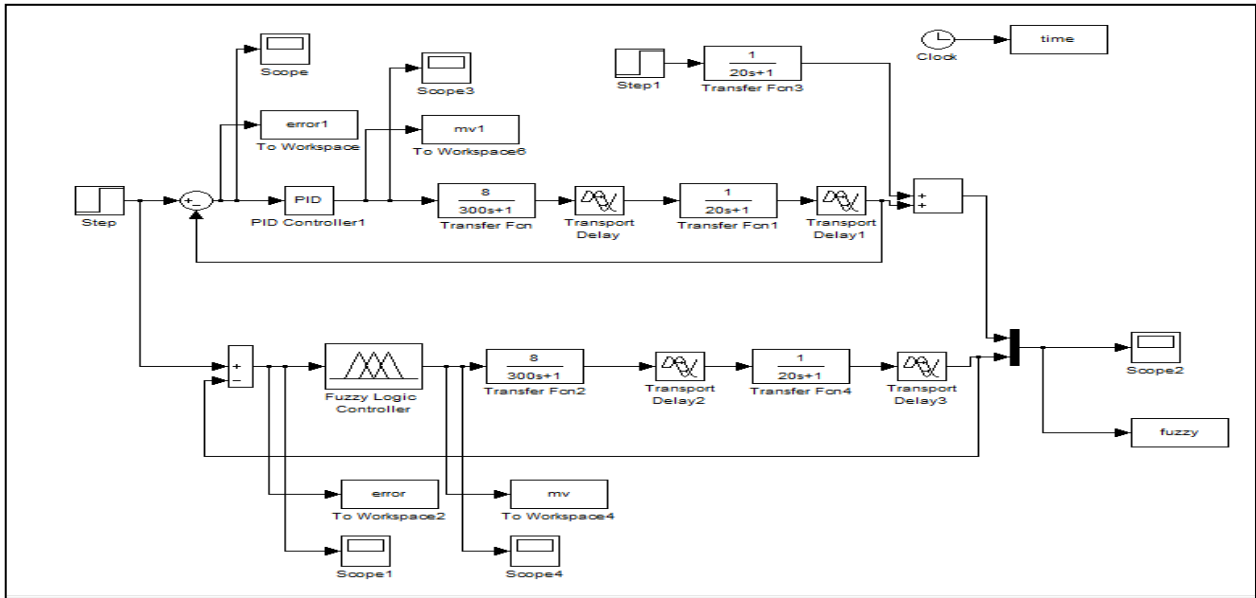 Scope
Scope3
Step1
1
20s+1
Transfer Fcn3
Clock
time
error1
To Workspace
mv1
To Workspace6
Step
+
−
PID
PID Controller1
8
300s+1
Transfer Fcn
Transport
Delay
1
20s+1
Transfer Fcn1
Transport
Delay1
+
+
+
−
Fuzzy Logic
Controller
8
300s+1
Transfer Fcn2
Transport
Delay2
1
20s+1
Transfer Fcn4
Transport
Delay3
Scope2
fuzzy
error
To Workspace2
mv
To Workspace4
Scope1
Scope4